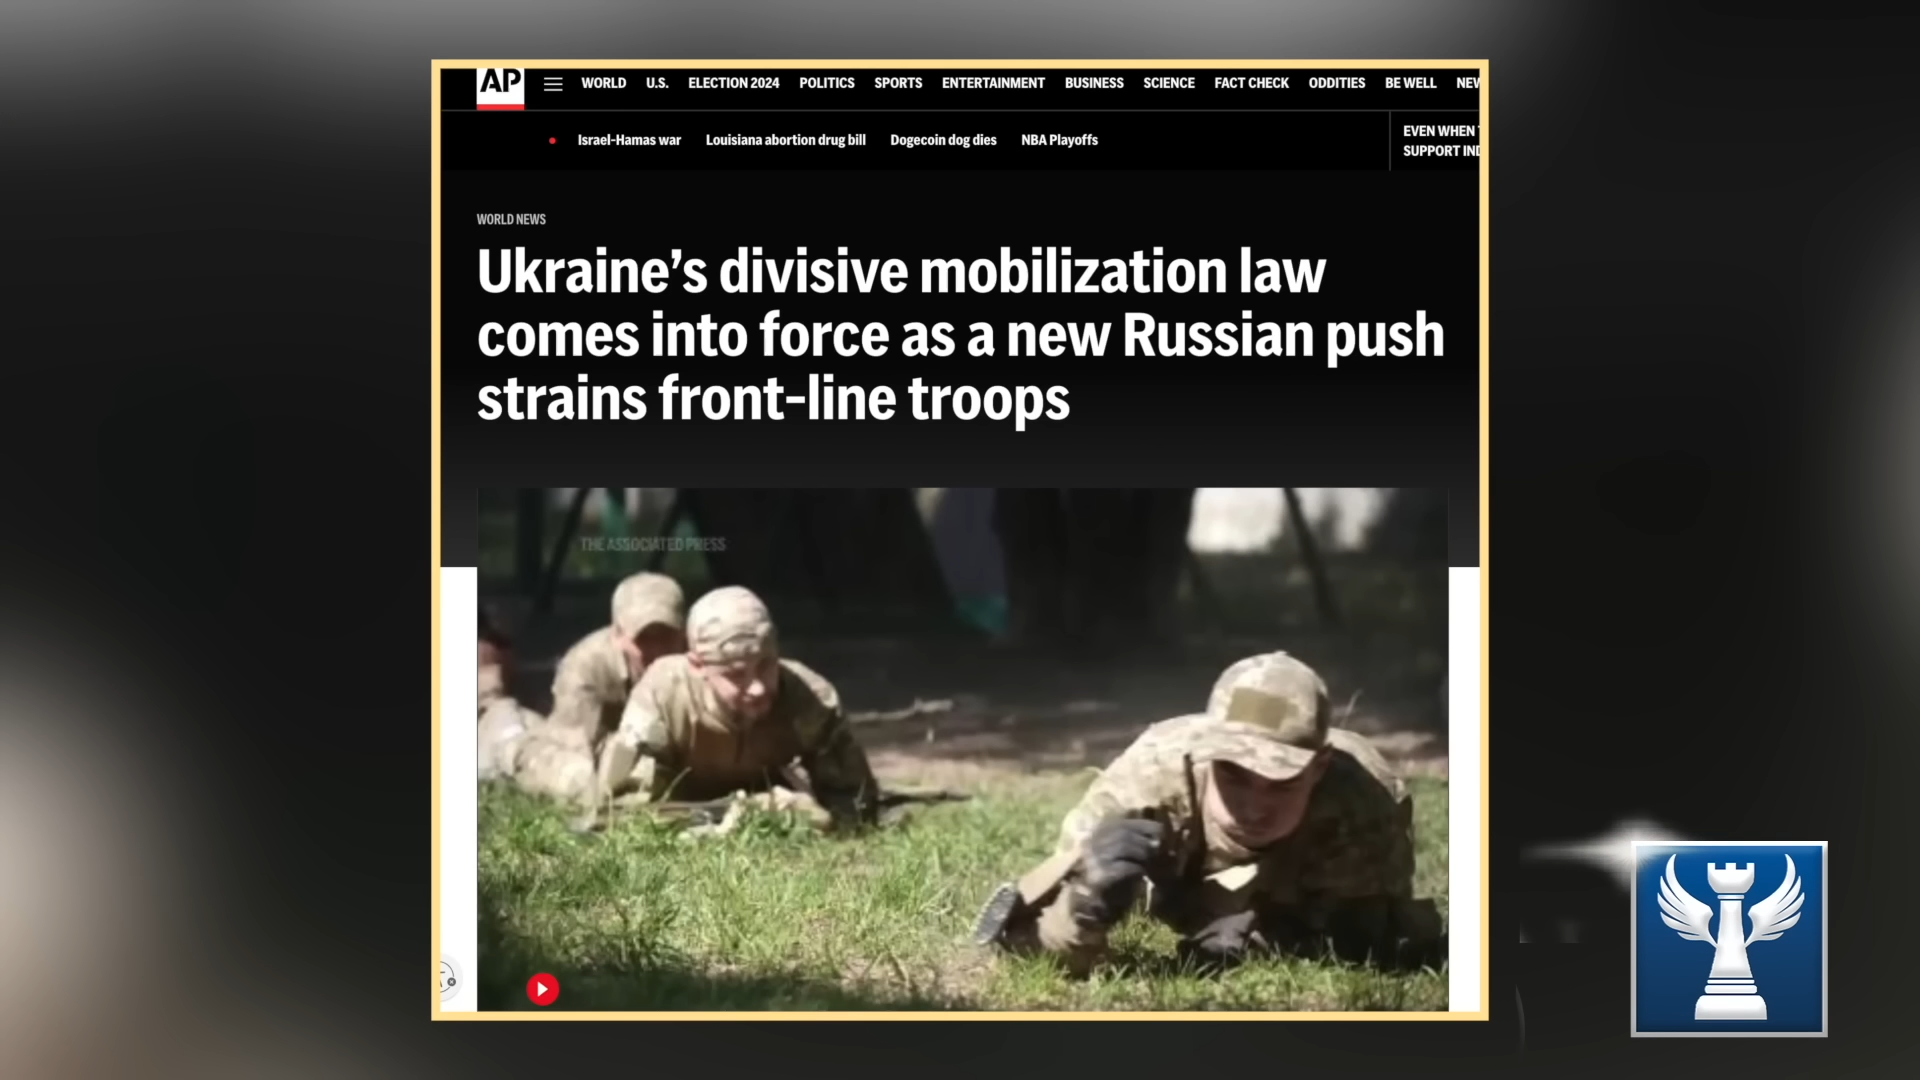 AP
WORLD U.S. ELECTION 2024 POLITICS SPORTS ENTERTAINMENT BUSINESS SCIENCE FACT CHECK ODDITIES BE WELL
Israel-Hamas war Louisiana abortion drug bill Dogecoin dog dies NBA Playoffs
EVEN WHEN
SUPPORT
WORLD NEWS
Ukraine’s divisive mobilization law
comes into force as a new Russian push
strains front-line troops
THE ASSOCIATED PRESS